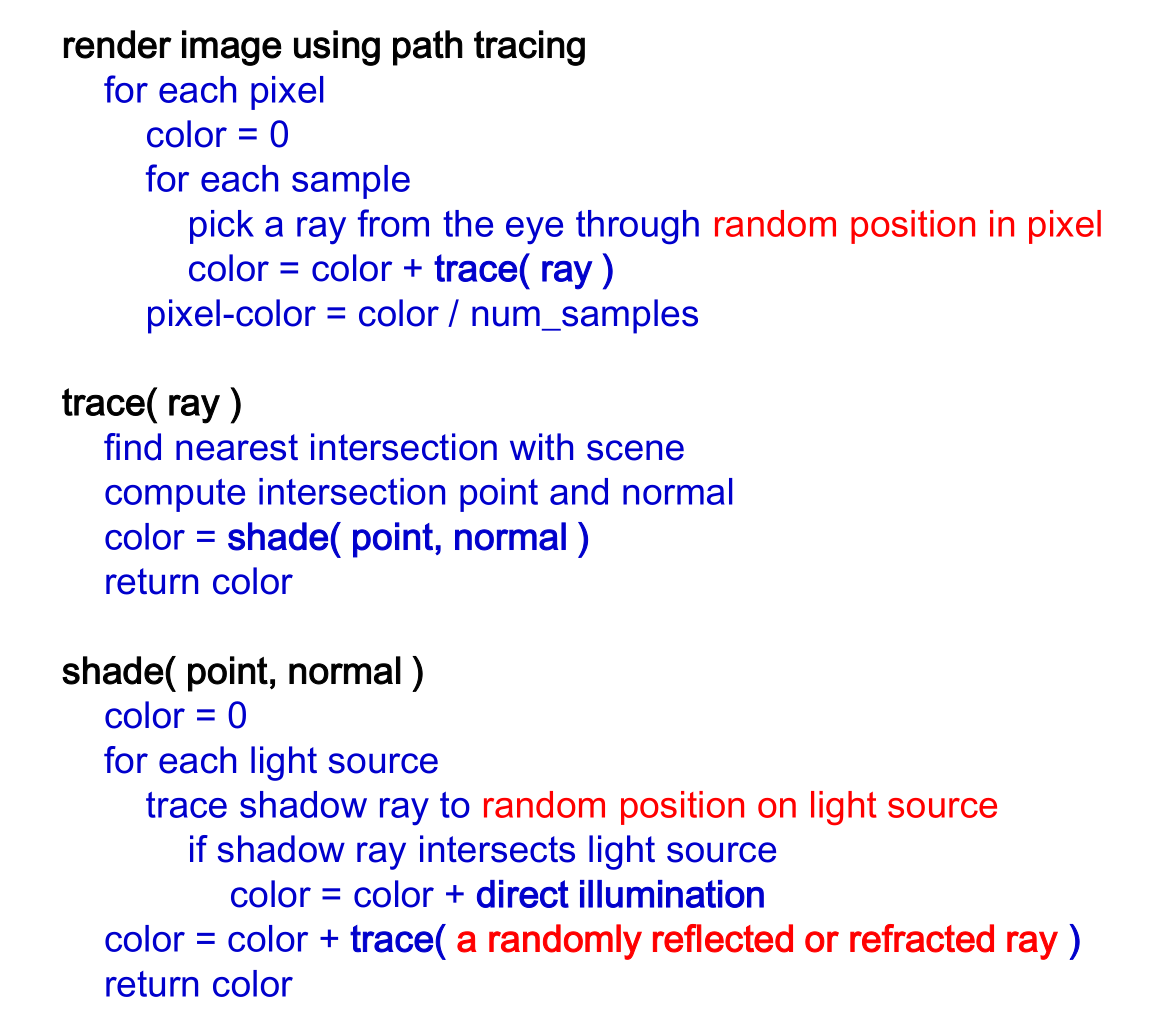 render image using path tracing
for each pixel
color = 0
for each sample
pick a ray from the eye through random position in pixel
color = color + trace( ray )
pixel-color = color / num_samples
trace( ray )
find nearest intersection with scene
compute intersection point and normal
color = shade( point, normal )
return color
shade( point, normal )
color = 0
for each light source
trace shadow ray to random position on light source
if shadow ray intersects light source
color = color + direct illumination
color = color + trace( a randomly reflected or refracted ray )
return color